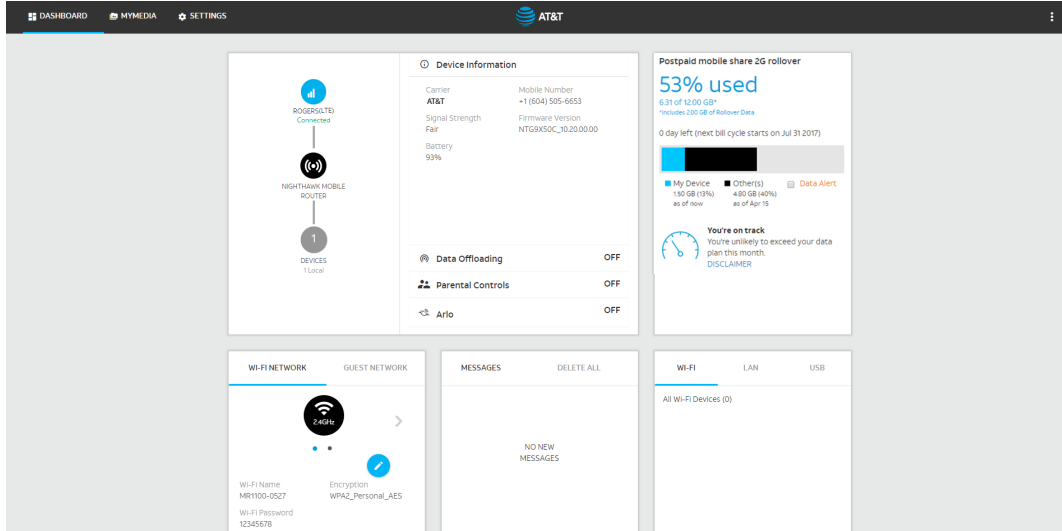 DASHBOARD MYMEDIA SETTINGS AT&T
ROGERS(LTE)
Connected
NIGHTHAWK MOBILE
ROUTER
1
DEVICES
1 Local
Device Information
Carrier
AT&T
Mobile Number
+1 (604) 505-6653
Signal Strength
Fair
Firmware Version
NTG9X50C_10.20.00.00
Battery
93%
Data Offloading OFF
Parental Controls OFF
Arlo OFF
Postpaid mobile share 2G rollover
53% used
6.31 of 12.00 GB*
*Includes 2.00 GB of Rollover Data
0 day left (next bill cycle starts on Jul 31 2017)
My Device
1.50 GB (13%)
as of now
Other(s)
4.80 GB (40%)
as of Apr 15
Data Alert
You're on track
You're unlikely to exceed your data
plan this month.
DISCLAIMER
WI-FI NETWORK GUEST NETWORK
2.4GHz
Wi-Fi Name
MR1100-0527
Encryption
WPA2_Personal_AES
Wi-Fi Password
12345678
MESSAGES DELETE ALL
NO NEW
MESSAGES
WI-FI LAN USB
All Wi-Fi Devices (0)